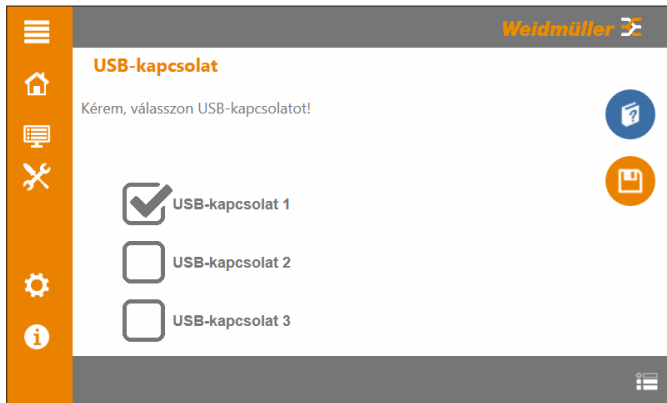 Weidmüller
USB-kapcsolat
Kérem, válasszon USB-kapcsolatot!
USB-kapcsolat 1
USB-kapcsolat 2
USB-kapcsolat 3